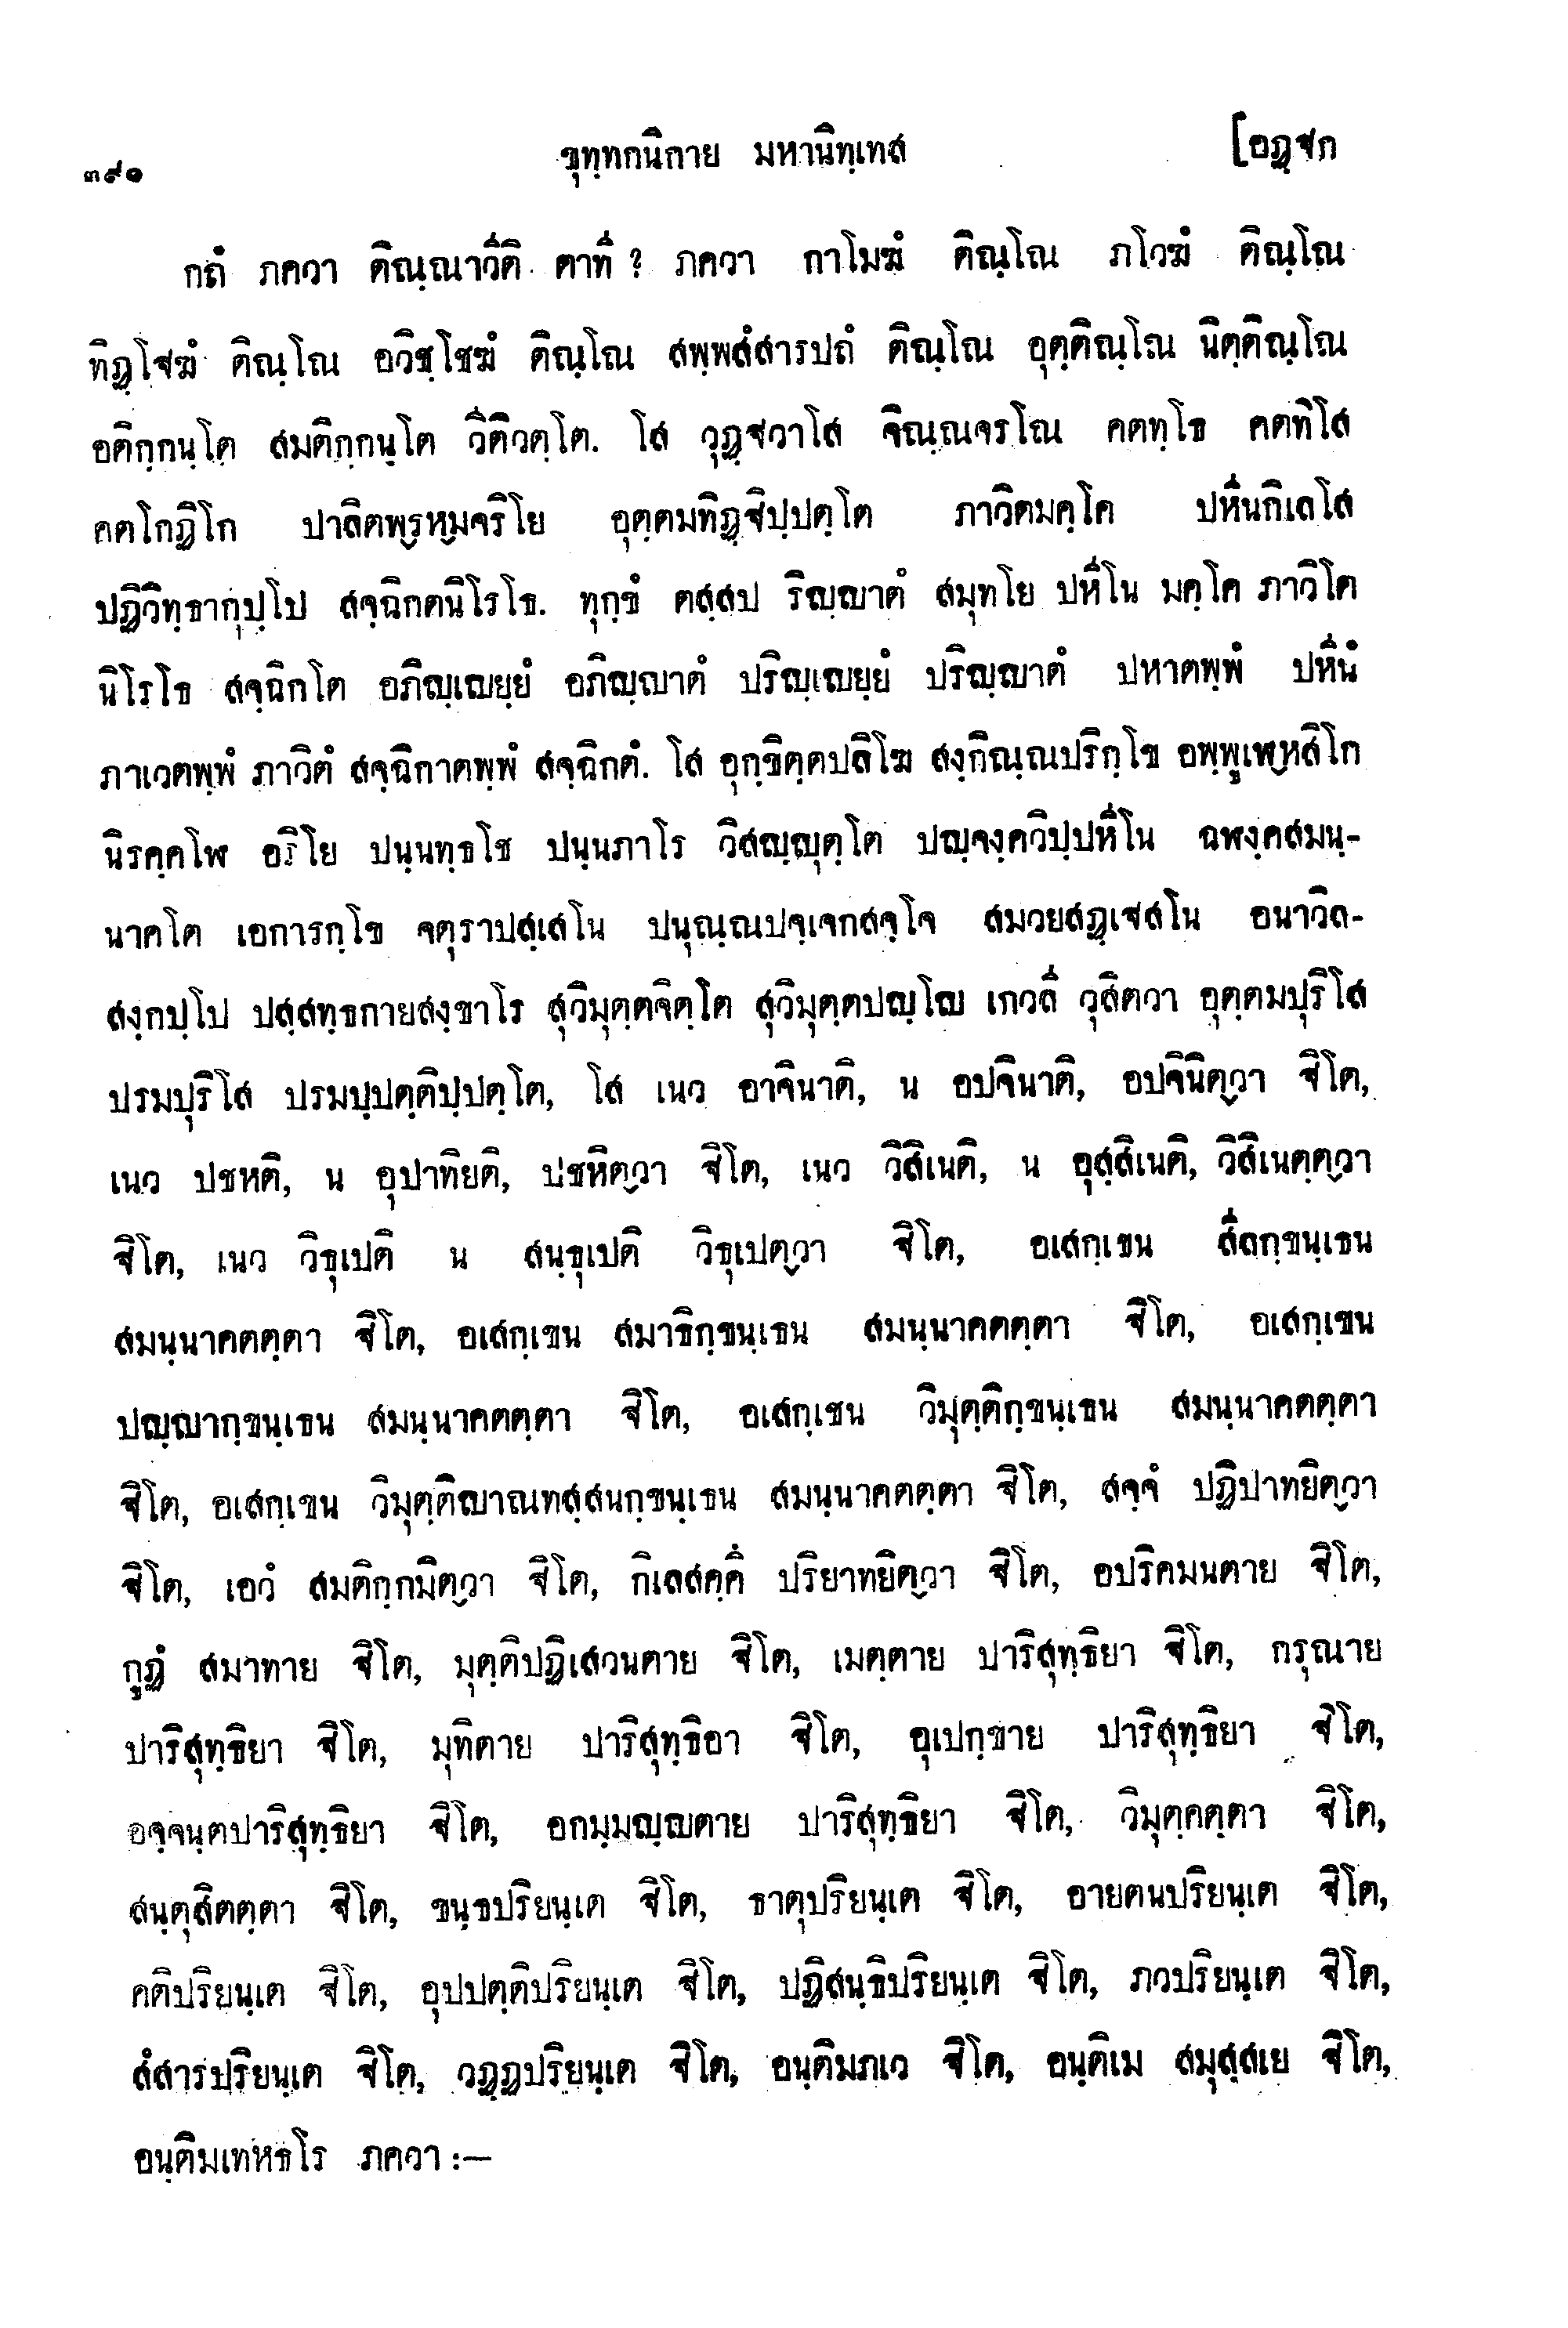 ๓๙๐ ขุทฺทกนิกาย มหานิทฺเทส [อฏฺฐก
กถํ ภควา ติณฺณาวีติ ตาที ? ภควา กาโมฆํ ติณฺโณ ภโวฆํ ติณฺโณ
ทิฏฺโฐฆํ ติณฺโณ อวิชฺโชฆํ ติณฺโณ สพฺพสํสารปถํ ติณฺโณ อุตฺติณฺโณ นิตฺติณฺโณ
อติกฺกนฺโต สมติกฺกนฺโต วีติวตฺโต. โส วุฏฺฐวาโส จิณฺณจรโณ คตทฺโธ คตทิโส
คตโกฏิโก ปาลิตพฺรูหฺมจริโย อุตฺตมทิฏฺฐิปฺปตฺโต ภาวิตมคฺโค ปหีนกิเลโส
ปฏิวิทฺธากุปฺโป สจฺฉิกตนิโรโธ. ทุกฺขํ ตสฺสป ริญฺญาตํ สมุทโย ปหีโน มคฺโค ภาวิโต
นิโรโธ สจฺฉิกโต อภิญฺเญยฺยํ อภิญฺญาตํ ปริญฺเญยฺยํ ปริญฺญาตํ ปหาตพฺพํ ปหีนํ
ภาเวตพฺพํ ภาวิตํ สจฺฉิกาตพฺพํ สจฺฉิกตํ. โส อุกฺขิตฺตปลิโฆ สงฺกิณฺณปริกฺโข อพฺพูเฬฺหสิโก
นิรคฺคโฬ อริโย ปนฺนทฺธโช ปนฺนภาโร วิสญฺญุตฺโต ปญฺจงฺควิปฺปหีโน ฉฬงฺคสมนฺ-
นาคโต เอการกฺโข จตุราปสฺเสโน ปนุณฺณปจฺเจกสจฺโจ สมวยสฏฺเฐสโน อนาวิล-
สงฺกปฺโป ปสฺสทฺธกายสงฺขาโร สุวิมุตฺตจิตฺโต สุวิมุตฺตปญฺโญ เกวลี วุสิตวา อุตฺตมปุริโส
ปรมปุริโส ปรมปฺปตฺติปฺปตฺโต, โส เนว อาจินาติ, น อปจินาติ, อปจินิตฺวา ฐิโต,
เนว ปชหติ, น อุปาทิยติ, ปชหิตฺวา ฐิโต, เนว วิสิเนติ, น อุสฺสิเนติ, วิสิเนตฺตฺวา
ฐิโต, เนว วิธุเปติ น สนฺธุเปติ วิธุเปตฺวา ฐิโต, อเสกฺเขน สีลกฺขนฺเธน
สมนฺนาคตตฺตา ฐิโต, อเสกฺเขน สมาธิกฺขนฺเธน สมนฺนาคตตฺตา ฐิโต, อเสกฺเขน
ปญฺญากฺขนฺเธน สมนฺนาคตตฺตา ฐิโต, อเสกฺเขน วิมุตฺติกฺขนฺเธน สมนฺนาคตตฺตา
ฐิโต, อเสกฺเขน วิมุตฺติญาณทสฺสนกฺขนฺเธน สมนฺนาคตตฺตา ฐิโต, สจฺจํ ปฏิปาทยิตฺวา
ฐิโต, เอวํ สมติกฺกมิตฺวา ฐิโต, กิเลสคฺคึ ปริยาทยิตฺวา ฐิโต, อปริคมนตาย ฐิโต,
กูฏํ สมาทาย ฐิโต, มุตฺติปฏิเสวนตาย ฐิโต, เมตฺตาย ปาริสุทฺธิยา ฐิโต, กรุณาย
ปาริสุทฺธิยา ฐิโต, มุทิตาย ปาริสุทฺธิอา ฐิโต, อุเปกฺขาย ปาริสุทฺธิยา ฐิโต,
อจฺจนฺตปาริสุทฺธิยา ฐิโต, อกมฺมญฺญตาย ปาริสุทฺธิยา ฐิโต, วิมุตฺตตฺตา ฐิโต,
สนฺตุสิตตฺตา ฐิโต, ขนฺธปริยนฺเต ฐิโต, ธาตุปริยนฺเต ฐิโต, อายตนปริยนฺเต ฐิโต,
คติปริยนฺเต ฐิโต, อุปปตฺติปริยนฺเต ฐิโต, ปฏิสนฺธิปริยนฺเต ฐิโต, ภวปริยนฺเต ฐิโต,
สํสารปริยนฺเต ฐิโต, วฏฺฏปริยนฺเต ฐิโต, อนฺติมภเว ฐิโต, อนฺติเม สมุสฺสเย ฐิโต,
อนฺติมเทหธโร ภควา :—